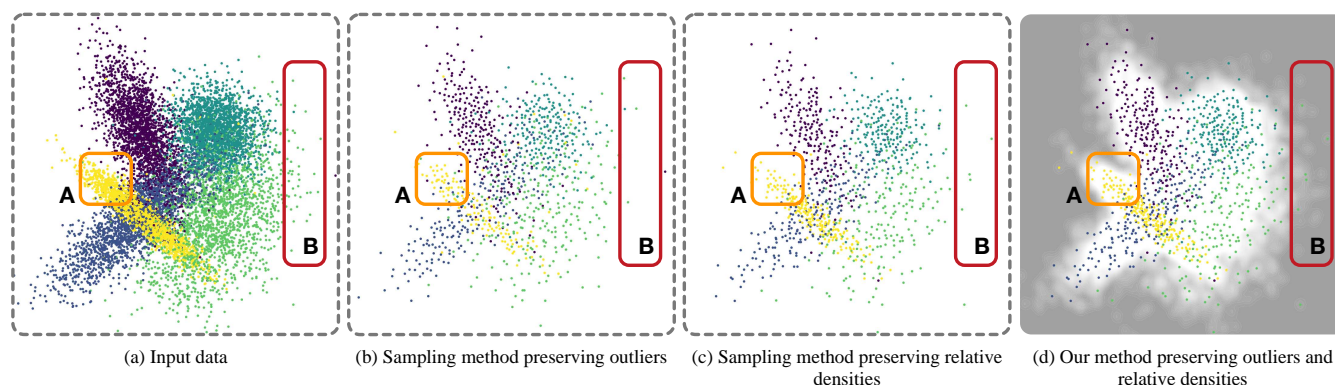 A
B
A
B
A
B
A
B
(a) Input data
(b) Sampling method preserving outliers
(c) Sampling method preserving relative
densities
(d) Our method preserving outliers and
relative densities